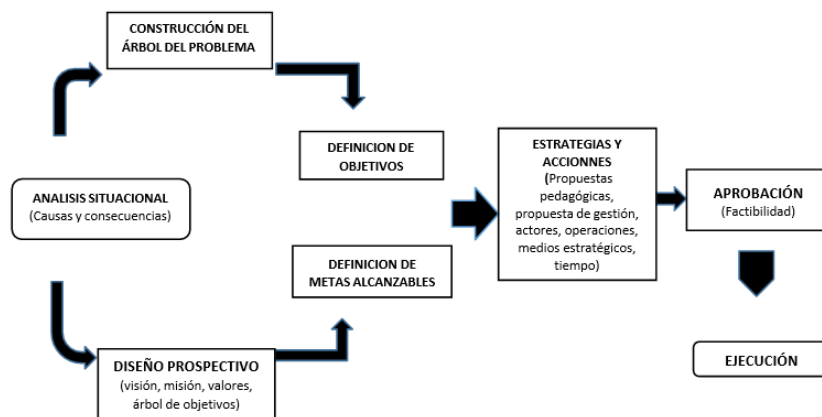 CONSTRUCCIÓN DEL
ÁRBOL DEL PROBLEMA
ANALISIS SITUACIONAL
(Causas y consecuencias)
DISEÑO PROSPECTIVO
(visión, misión, valores,
árbol de objetivos)
DEFINICION DE
OBJETIVOS
DEFINICION DE
METAS ALCANZABLES
ESTRATEGIAS Y
ACCIONNES
(Propuestas
pedagógicas,
propuesta de gestión,
actores, operaciones,
medios estratégicos,
tiempo)
APROBACIÓN
(Factibilidad)
EJECUCIÓN